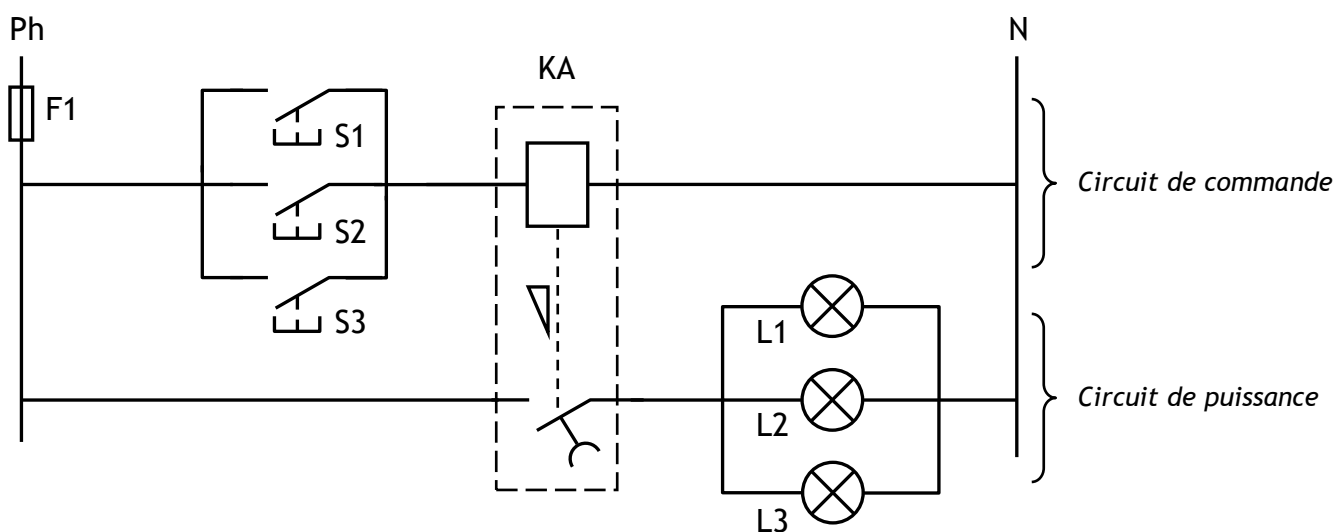 Ph
N
KA
F1
S1
S2
S3
Circuit de commande
L1
L2
L3
Circuit de puissance